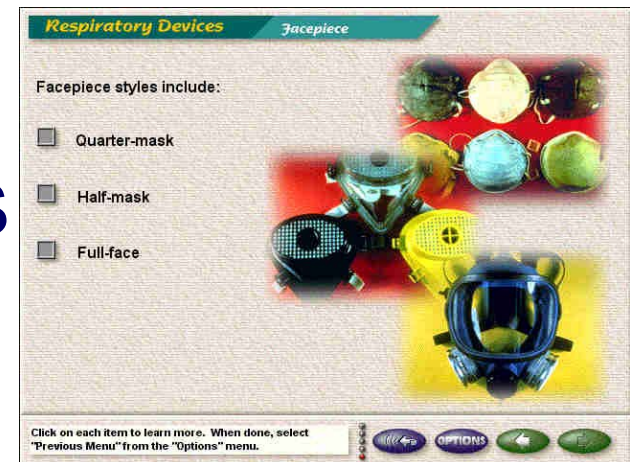 Respiratory Devices
Facepiece
Facepiece styles include:
Quarter-mask
Half-mask
Full-face
S
Click on each item to learn more. When done, select
"Previous Menu" from the "Options" menu.
OPTIONS